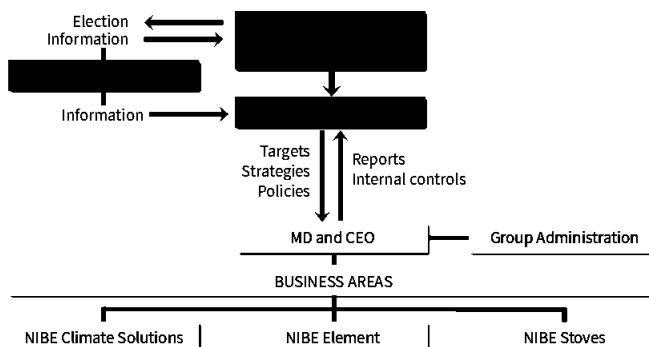 Election
Information
Information
Targets
Strategies
Policies
Reports
Internal controls
MD and CEO
Group Administration
BUSINESS AREAS
NIBE Climate Solutions
NIBE Element
NIBE Stoves